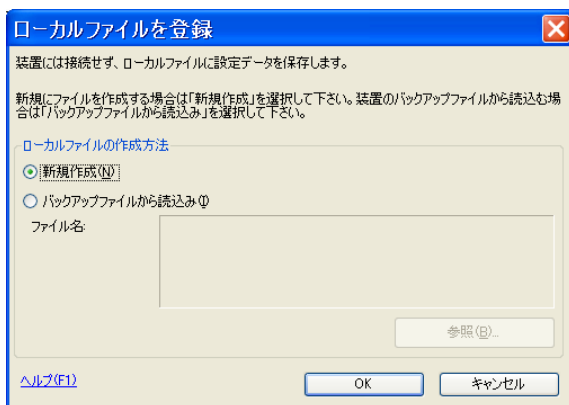 ローカルファイルを登録
装置には接続せず、ローカルファイルに設定データを保存します。
新規にファイルを作成する場合は「新規作成」を選択して下さい。装置のバックアップファイルから読込む場
合は「バックアップファイルから読込み」を選択して下さい。
ローカルファイルの作成方法
新規作成(N)
バックアップファイルから読込み(I)
ファイル名:
参照(B)...
ヘルプ(F1)
OK
キャンセル